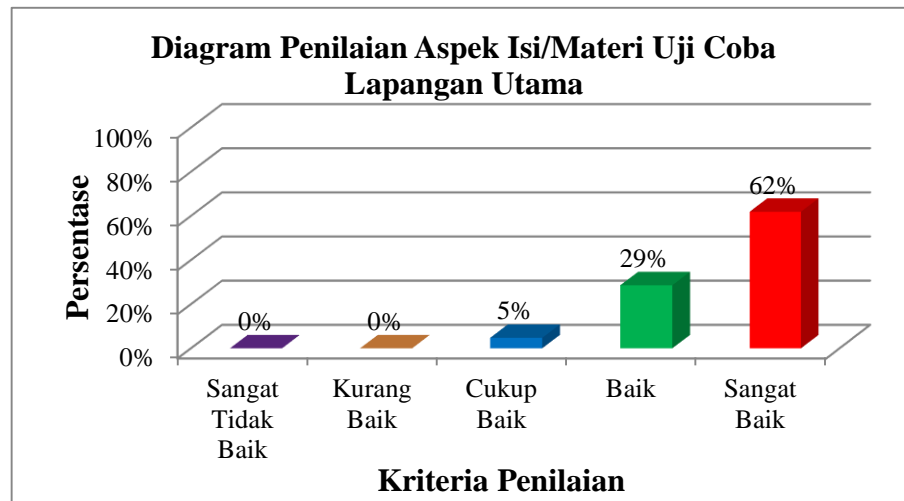 Diagram Penilaian Aspek Isi/Materi Uji Coba
Lapangan Utama
Persentase
100%
80%
60%
40%
20%
0%
0%
0%
5%
29%
62%
Sangat
Tidak
Baik
Kurang
Baik
Cukup
Baik
Baik
Sangat
Baik
Kriteria Penilaian